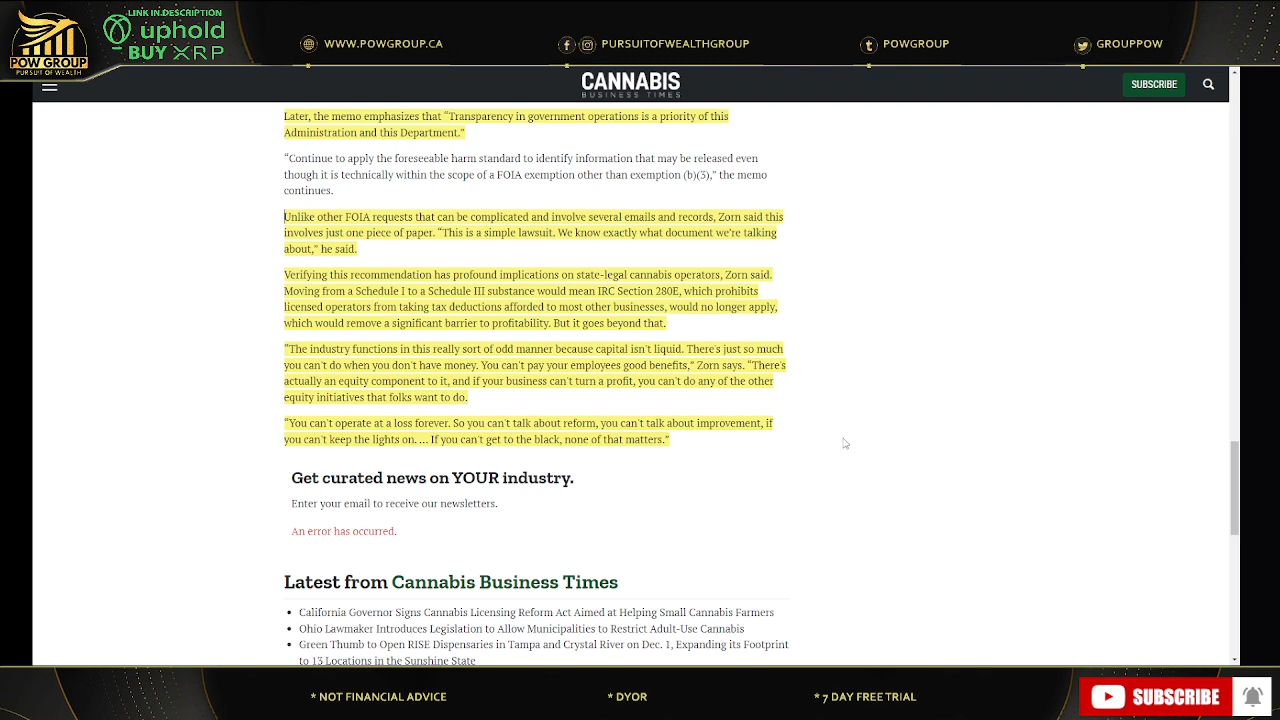 LINK IN DESCRIPTION
uphold
BUY XRP
POW GROUP
PURSUIT OF WEALTH
WWW.POWGROUP.CA
PURSUITOFWEALTHGROUP
POWGROUP
GROUPPOW
CANNABIS
BUSINESS TIMES
SUBSCRIBE
Later, the memo emphasizes that “Transparency in government operations is a priority of this
Administration and this Department.”
“Continue to apply the foreseeable harm standard to identify information that may be released even
though it is technically within the scope of a FOIA exemption other than exemption (b)(3),” the memo
continues.
Unlike other FOIA requests that can be complicated and involve several emails and records, Zorn said this
involves just one piece of paper. “This is a simple lawsuit. We know exactly what document we’re talking
about,” he said.
Verifying this recommendation has profound implications on state-legal cannabis operators, Zorn said.
Moving from a Schedule I to a Schedule III substance would mean IRC Section 280E, which prohibits
licensed operators from taking tax deductions afforded to most other businesses, would no longer apply,
which would remove a significant barrier to profitability. But it goes beyond that.
“The industry functions in this really sort of odd manner because capital isn't liquid. There's just so much
you can't do when you don't have money. You can't pay your employees good benefits,” Zorn says. “There's
actually an equity component to it, and if your business can't turn a profit, you can't do any of the other
equity initiatives that folks want to do.
“You can't operate at a loss forever. So you can't talk about reform, you can't talk about improvement, if
you can't keep the lights on. ... If you can't get to the black, none of that matters.”
Get curated news on YOUR industry.
Enter your email to receive our newsletters.
An error has occurred.
Latest from Cannabis Business Times
• California Governor Signs Cannabis Licensing Reform Act Aimed at Helping Small Cannabis Farmers
• Ohio Lawmaker Introduces Legislation to Allow Municipalities to Restrict Adult-Use Cannabis
• Green Thumb to Open RISE Dispensaries in Tampa and Crystal River on Dec. 1, Expanding its Footprint
to 13 Locations in the Sunshine State
* NOT FINANCIAL ADVICE
* DYOR
* 7 DAY FREE TRIAL
SUBSCRIBE